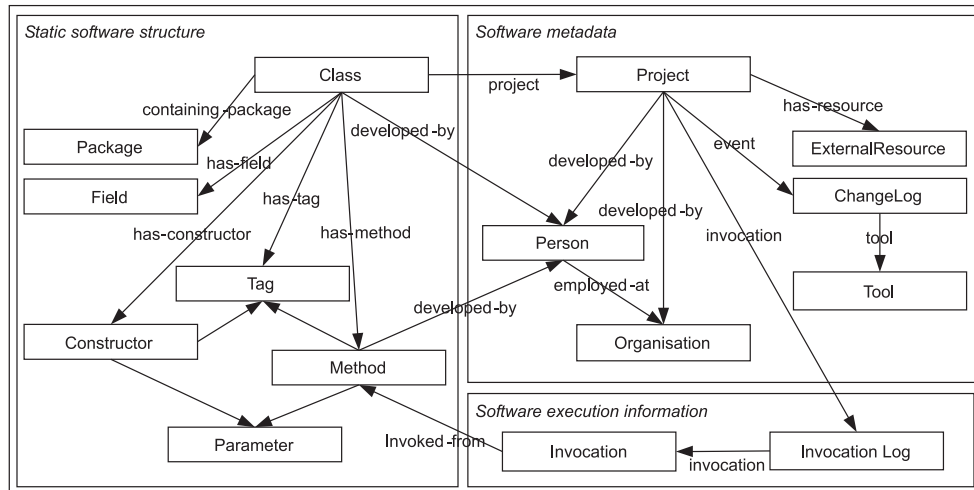 Static software structure
Software metadata
Class
project
Project
containing-package
has-resource
Package
developed-by
has-field
developed-by
event
ExternalResource
Field
has-tag
developed-by
ChangeLog
has-constructor
has-method
invocation
tool
Person
Tag
employed-at
Tool
developed-by
Constructor
Organisation
Method
Software execution information
Parameter
Invoked-from
Invocation
invocation
Invocation Log